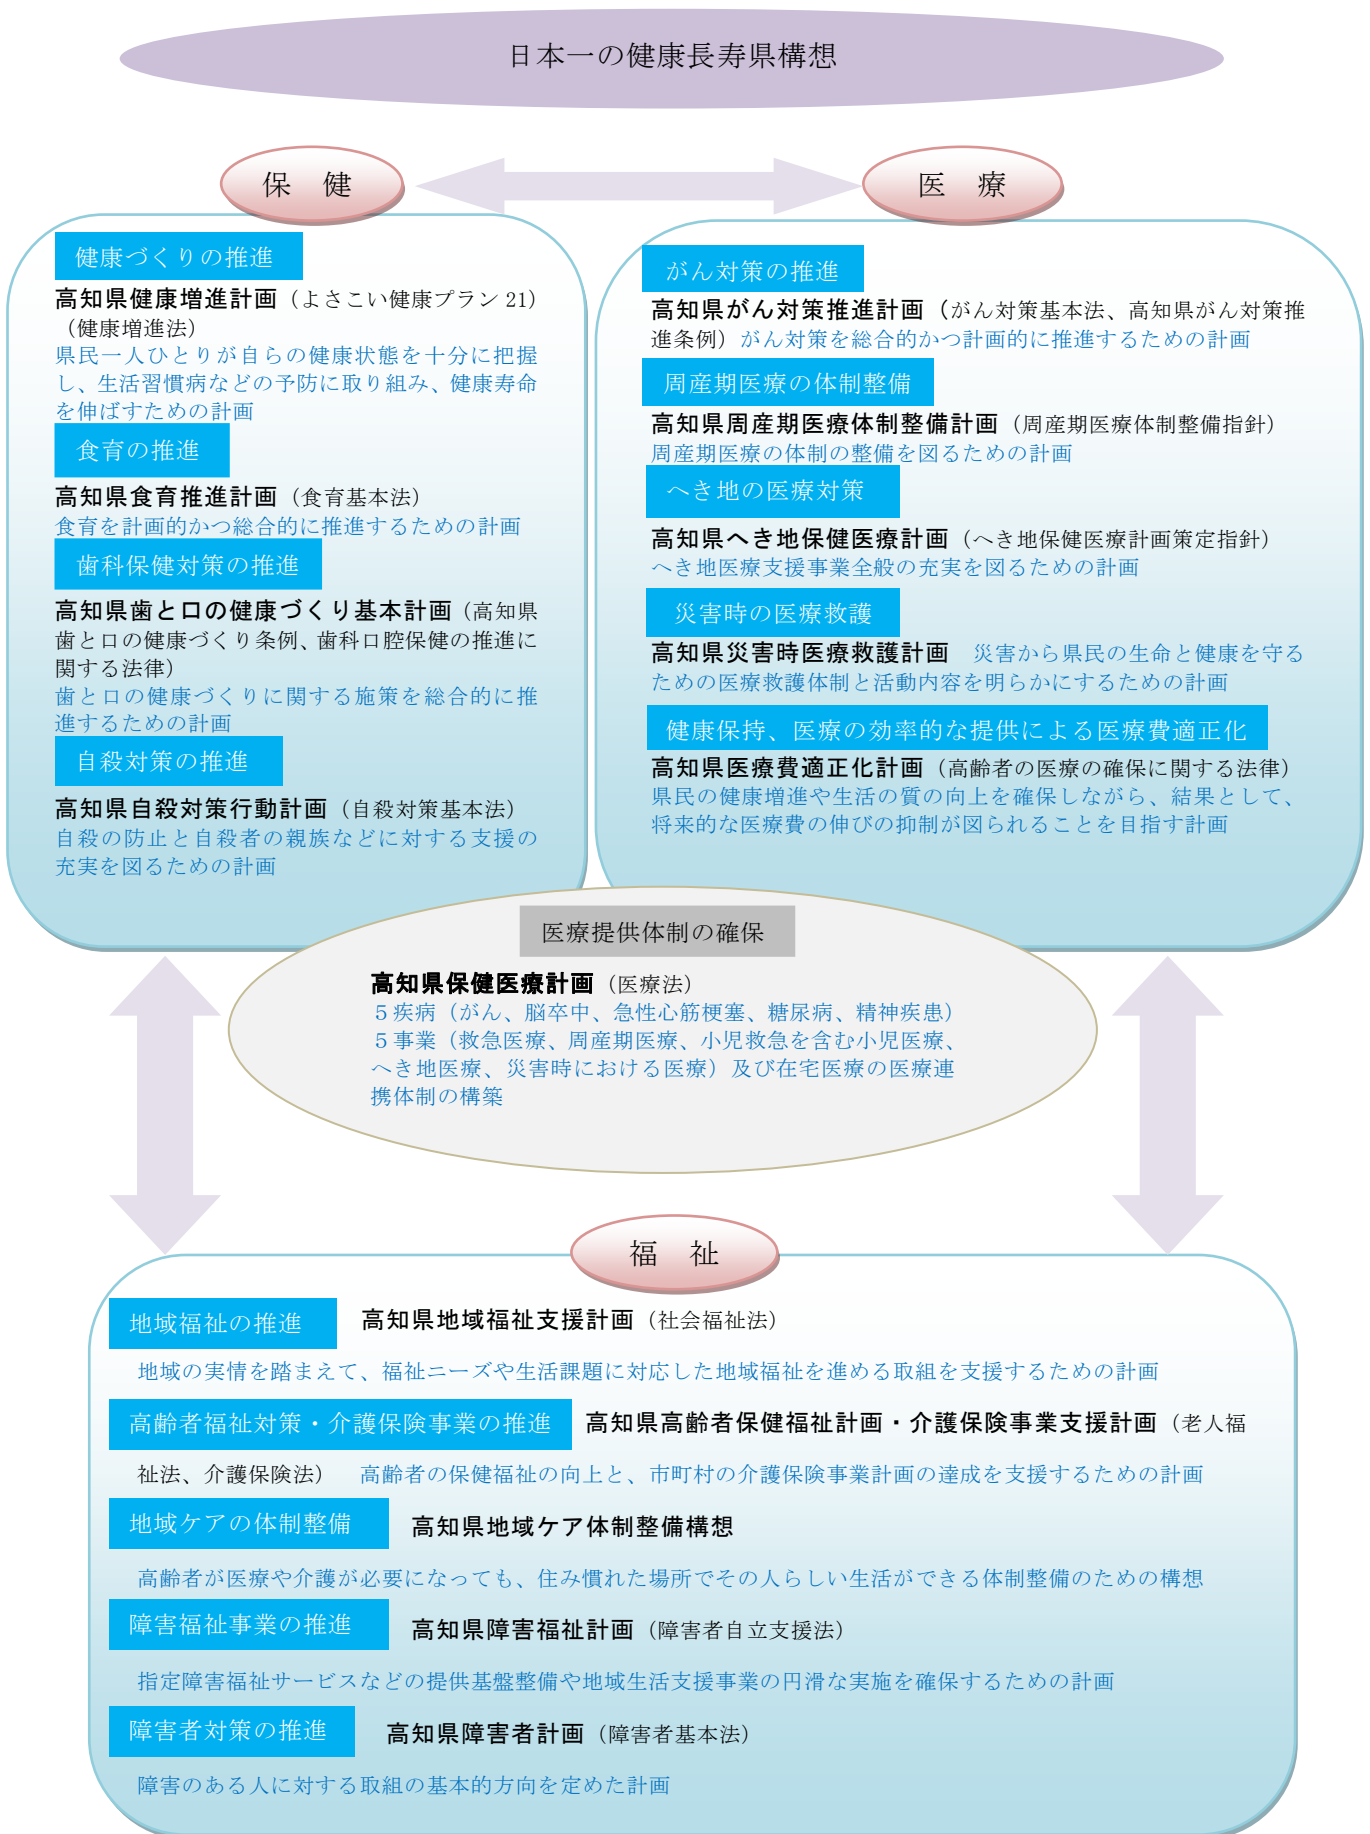 日本一の健康長寿県構想
保　健
医　療
健康づくりの推進
高知県健康増進計画（よさこい健康プラン 21）
（健康増進法）
県民一人ひとりが自らの健康状態を十分に把握
し、生活習慣病などの予防に取り組み、健康寿命
を伸ばすための計画
食育の推進
高知県食育推進計画（食育基本法）
食育を計画的かつ総合的に推進するための計画
歯科保健対策の推進
高知県歯と口の健康づくり基本計画（高知県
歯と口の健康づくり条例、歯科口腔保健の推進に
関する法律）
歯と口の健康づくりに関する施策を総合的に推
進するための計画
自殺対策の推進
高知県自殺対策行動計画（自殺対策基本法）
自殺の防止と自殺者の親族などに対する支援の
充実を図るための計画
がん対策の推進
高知県がん対策推進計画（がん対策基本法、高知県がん対策推
進条例）がん対策を総合的かつ計画的に推進するための計画
周産期医療の体制整備
高知県周産期医療体制整備計画（周産期医療体制整備指針）
周産期医療の体制の整備を図るための計画
へき地の医療対策
高知県へき地保健医療計画（へき地保健医療計画策定指針）
へき地医療支援事業全般の充実を図るための計画
災害時の医療救護
高知県災害時医療救護計画　災害から県民の生命と健康を守る
ための医療救護体制と活動内容を明らかにするための計画
健康保持、医療の効率的な提供による医療費適正化
高知県医療費適正化計画（高齢者の医療の確保に関する法律）
県民の健康増進や生活の質の向上を確保しながら、結果として、
将来的な医療費の伸びの抑制が図られることを目指す計画
医療提供体制の確保
高知県保健医療計画（医療法）
５疾病（がん、脳卒中、急性心筋梗塞、糖尿病、精神疾患）
５事業（救急医療、周産期医療、小児救急を含む小児医療、
へき地医療、災害時における医療）及び在宅医療の医療連
携体制の構築
福　祉
地域福祉の推進　高知県地域福祉支援計画（社会福祉法）
地域の実情を踏まえて、福祉ニーズや生活課題に対応した地域福祉を進める取組を支援するための計画
高齢者福祉対策・介護保険事業の推進　高知県高齢者保健福祉計画・介護保険事業支援計画（老人福
祉法、介護保険法）　高齢者の保健福祉の向上と、市町村の介護保険事業計画の達成を支援するための計画
地域ケアの体制整備　高知県地域ケア体制整備構想
高齢者が医療や介護が必要になっても、住み慣れた場所でその人らしい生活ができる体制整備のための構想
障害福祉事業の推進　高知県障害福祉計画（障害者自立支援法）
指定障害福祉サービスなどの提供基盤整備や地域生活支援事業の円滑な実施を確保するための計画
障害者対策の推進　高知県障害者計画（障害者基本法）
障害のある人に対する取組の基本的方向を定めた計画